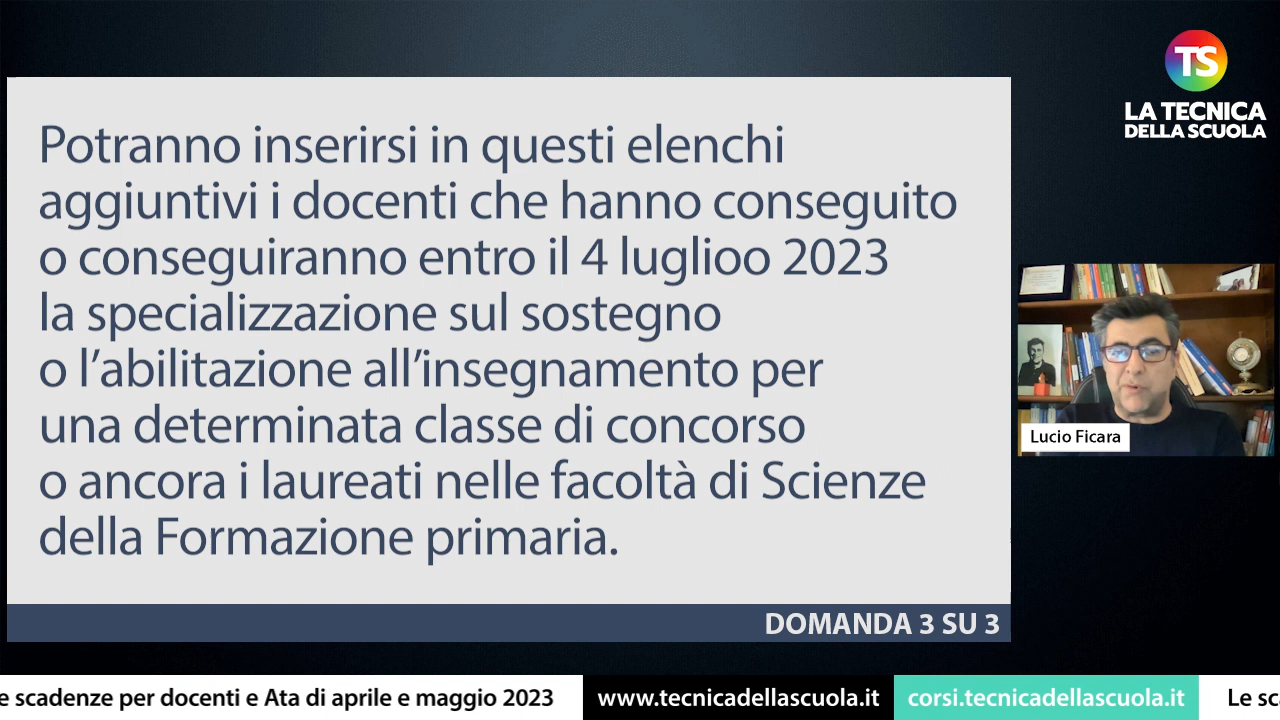 TS
LA TECNICA
DELLA SCUOLA
Potranno inserirsi in questi elenchi
aggiuntivi i docenti che hanno conseguito
o conseguiranno entro il 4 luglioo 2023
la specializzazione sul sostegno
o l’abilitazione all’insegnamento per
una determinata classe di concorso
o ancora i laureati nelle facoltà di Scienze
della Formazione primaria.
Lucio Ficara
DOMANDA 3 SU 3
e scadenze per docenti e Ata di aprile e maggio 2023 www.tecnicadellascuola.it corsi.tecnicadellascuola.it Le sc